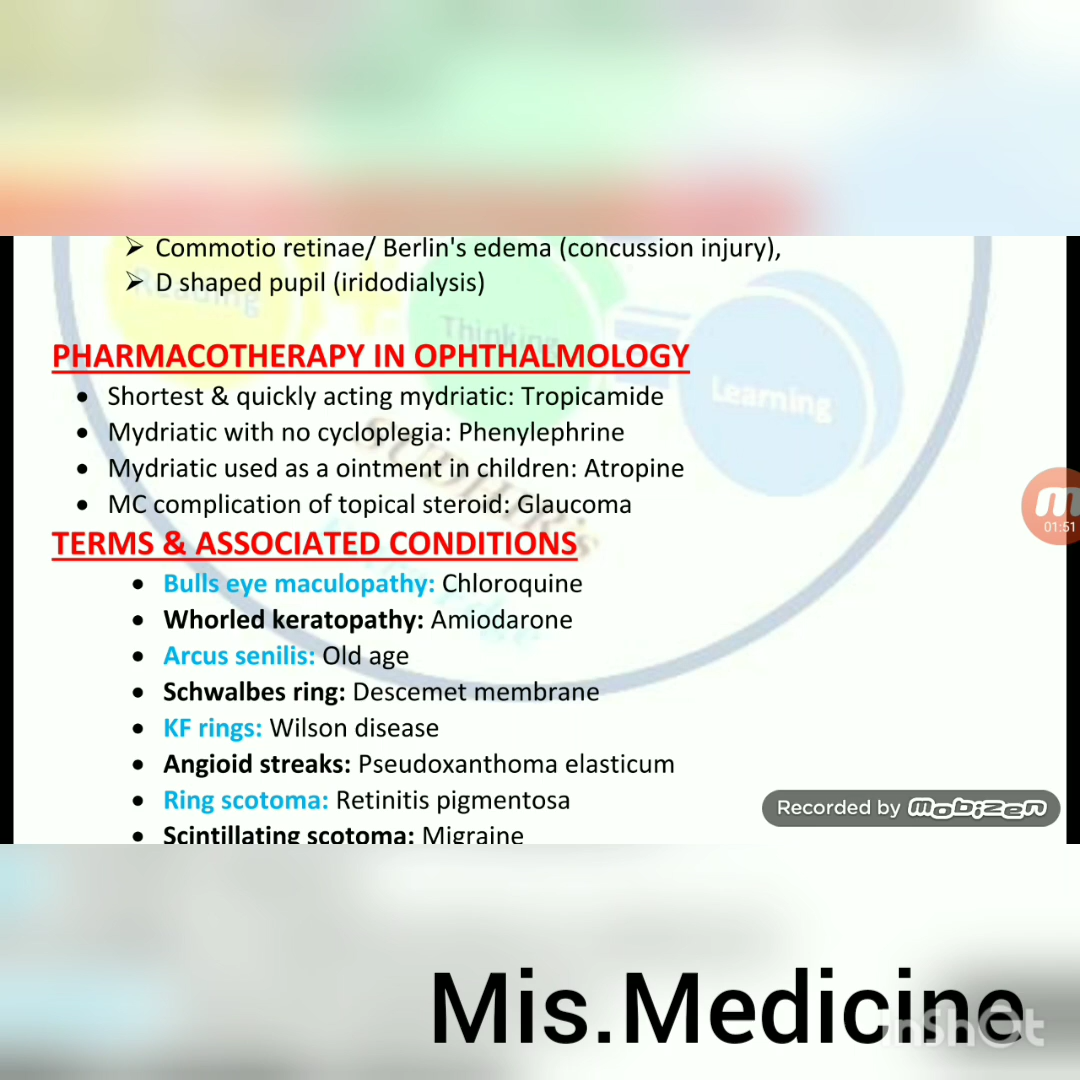 ➢ Commotio retinae/ Berlin's edema (concussion injury),
➢ D shaped pupil (iridodialysis)
Reading
Thinking
Learning
PHARMACOTHERAPY IN OPHTHALMOLOGY
• Shortest & quickly acting mydriatic: Tropicamide
• Mydriatic with no cycloplegia: Phenylephrine
• Mydriatic used as a ointment in children: Atropine
• MC complication of topical steroid: Glaucoma
01:51
TERMS & ASSOCIATED CONDITIONS
• Bulls eye maculopathy: Chloroquine
• Whorled keratopathy: Amiodarone
• Arcus senilis: Old age
• Schwalbes ring: Descemet membrane
• KF rings: Wilson disease
• Angioid streaks: Pseudoxanthoma elasticum
• Ring scotoma: Retinitis pigmentosa
Recorded by mobizen
• Scintillating scotoma: Migraine
Mis.Medicine
InShOt